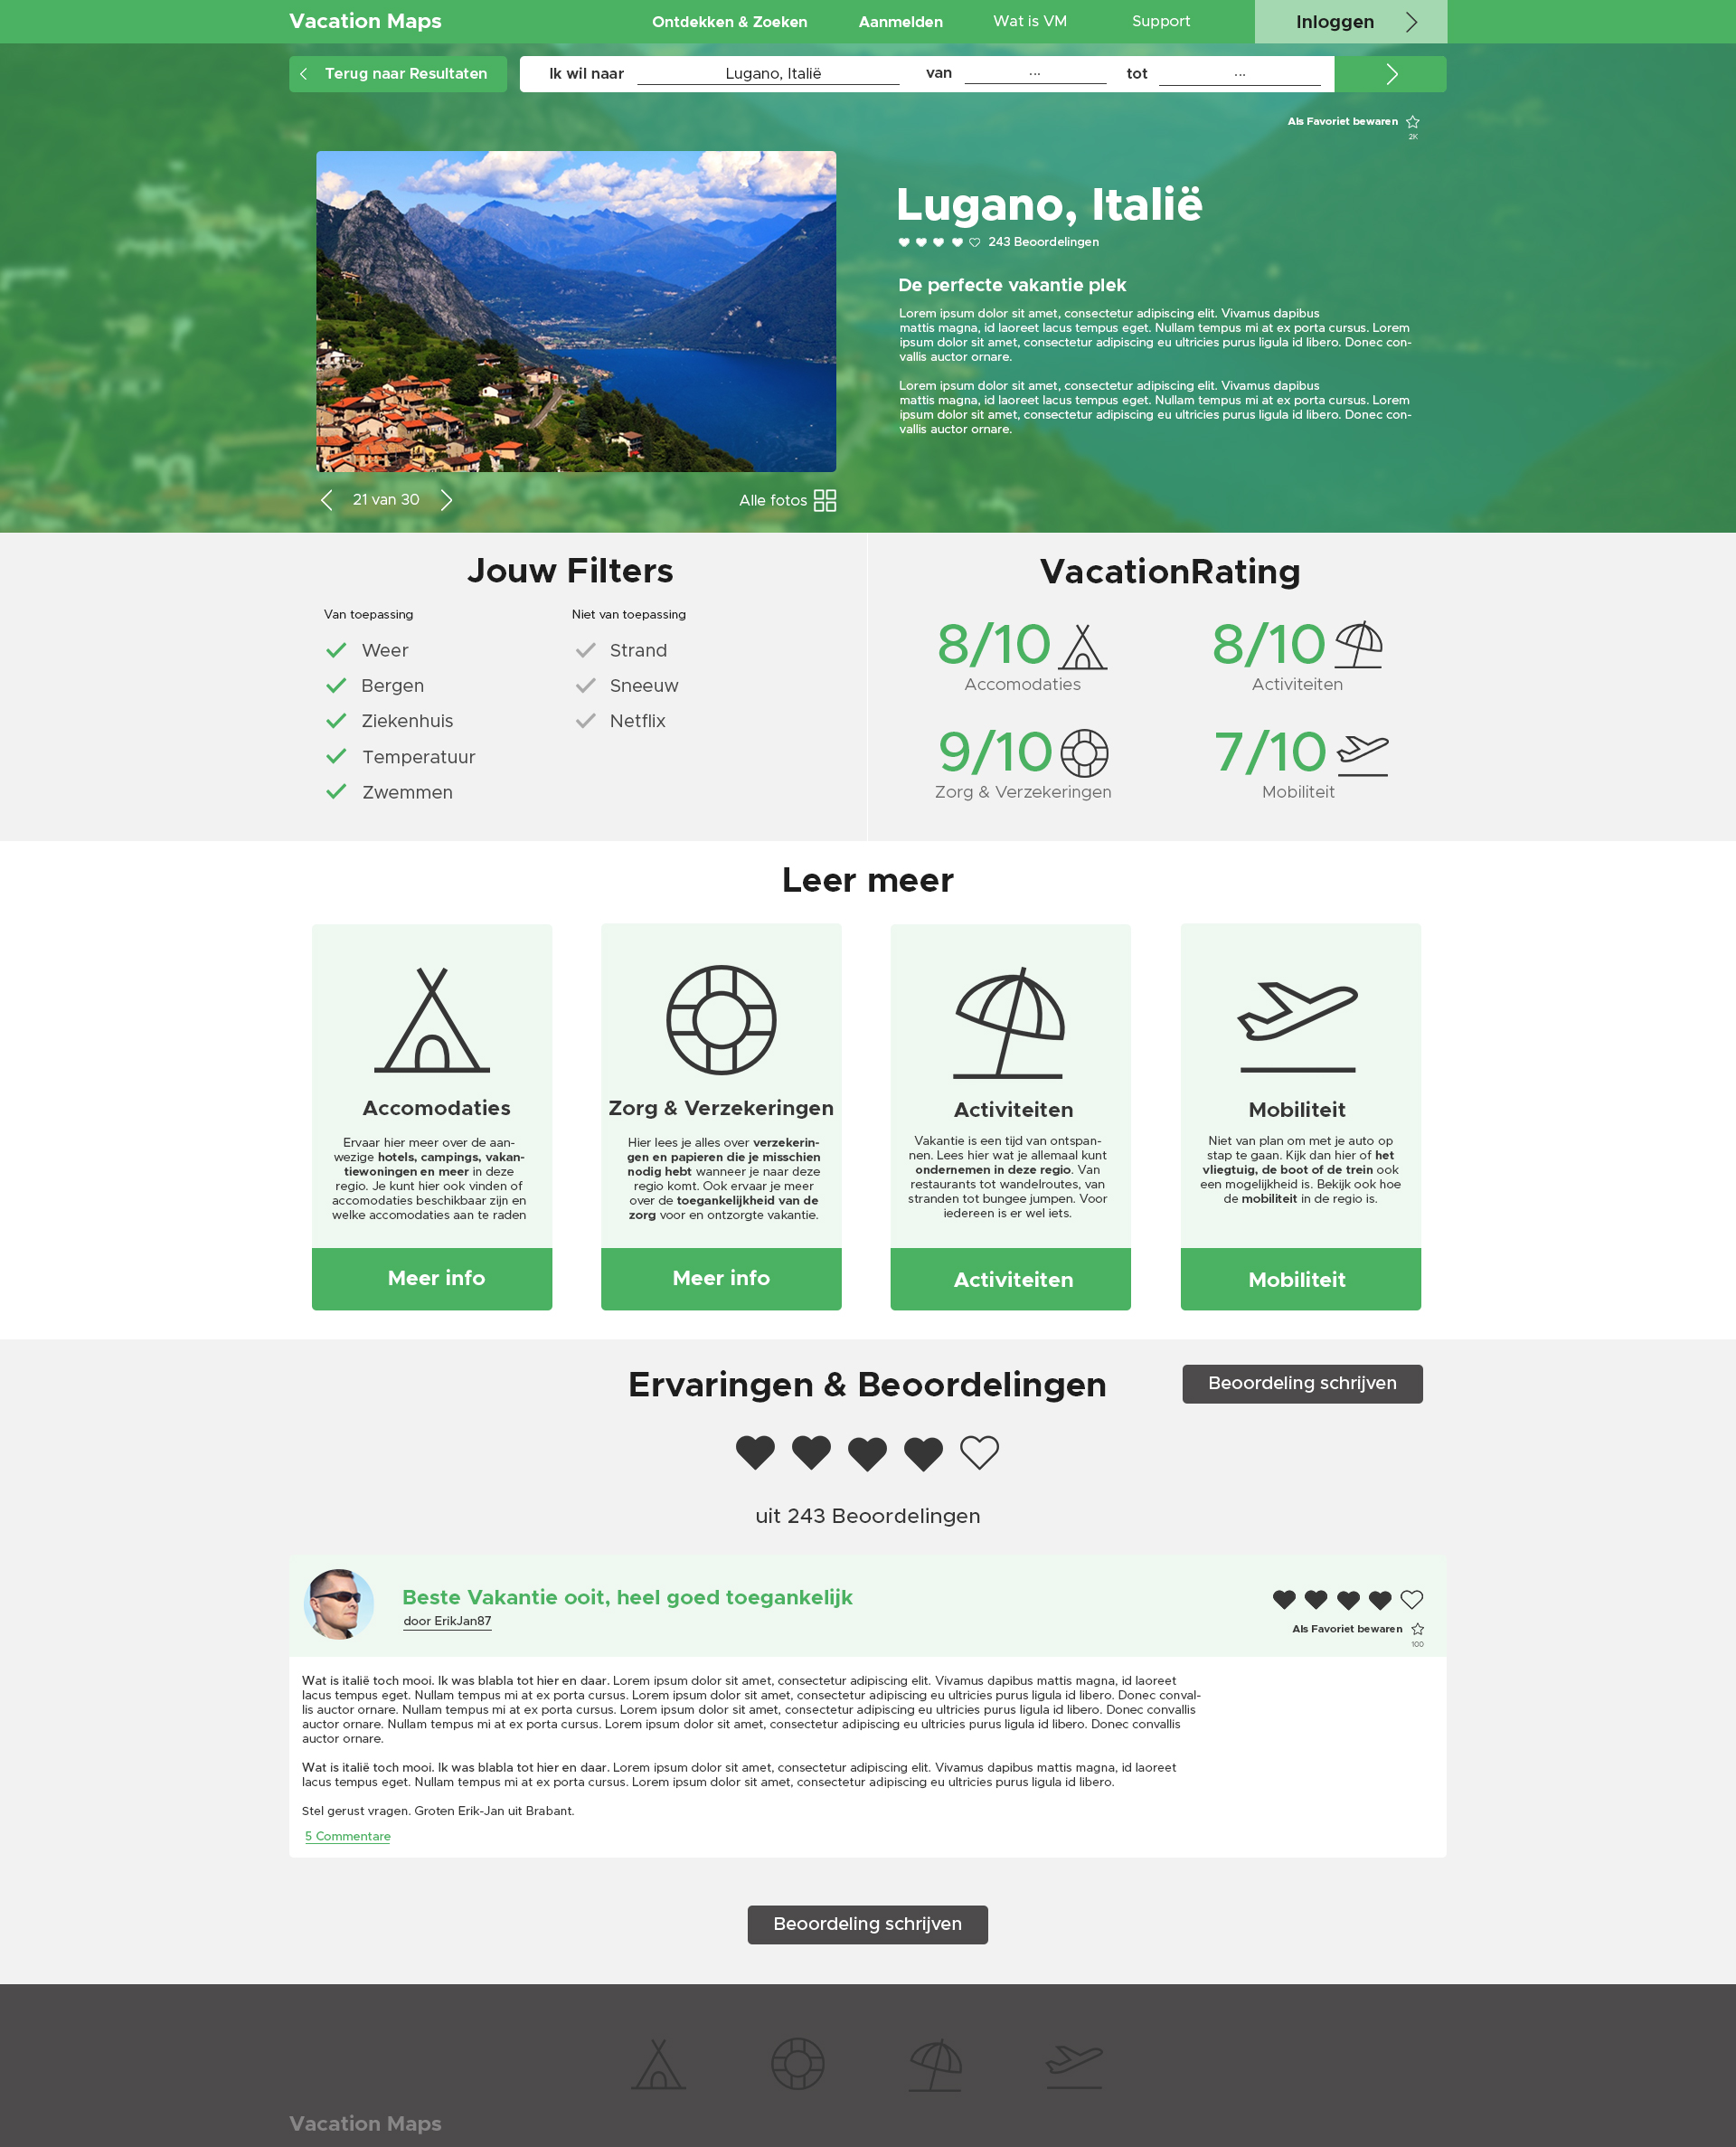 Vacation Maps
Ontdekken & Zoeken
Aanmelden
Wat is VM
Support
Inloggen
Terug naar Resultaten
Ik wil naar
Lugano, Italië
van
...
tot
...
Als Favoriet bewaren
2K
Lugano, Italië
243 Beoordelingen
De perfecte vakantie plek
Lorem ipsum dolor sit amet, consectetur adipiscing elit. Vivamus dapibus
mattis magna, id laoreet lacus tempus eget. Nullam tempus mi at ex porta cursus. Lorem
ipsum dolor sit amet, consectetur adipiscing eu ultricies purus ligula id libero. Donec con-
vallis auctor ornare.
Lorem ipsum dolor sit amet, consectetur adipiscing elit. Vivamus dapibus
mattis magna, id laoreet lacus tempus eget. Nullam tempus mi at ex porta cursus. Lorem
ipsum dolor sit amet, consectetur adipiscing eu ultricies purus ligula id libero. Donec con-
vallis auctor ornare.
21 van 30
Alle fotos
Jouw Filters
Van toepassing
Weer
Bergen
Ziekenhuis
Temperatuur
Zwemmen
Niet van toepassing
Strand
Sneeuw
Netflix
VacationRating
8/10
Accomodaties
8/10
Activiteiten
9/10
Zorg & Verzekeringen
7/10
Mobiliteit
Leer meer
Accomodaties
Ervaar hier meer over de aan-
wezige hotels, campings, vakan-
tiewoningen en meer in deze
regio. Je kunt hier ook vinden of
accomodaties beschikbaar zijn en
welke accomodaties aan te raden
Meer info
Zorg & Verzekeringen
Hier lees je alles over verzekerin-
gen en papieren die je misschien
nodig hebt wanneer je naar deze
regio komt. Ook ervaar je meer
over de toegankelijkheid van de
zorg voor en ontzorgte vakantie.
Meer info
Activiteiten
Vakantie is een tijd van ontspan-
nen. Lees hier wat je allemaal kunt
ondernemen in deze regio. Van
restaurants tot wandelroutes, van
stranden tot bungee jumpen. Voor
iedereen is er wel iets.
Activiteiten
Mobiliteit
Niet van plan om met je auto op
stap te gaan. Kijk dan hier of het
vliegtuig, de boot of de trein ook
een mogelijkheid is. Bekijk ook hoe
de mobiliteit in de regio is.
Mobiliteit
Ervaringen & Beoordelingen
Beoordeling schrijven
uit 243 Beoordelingen
Beste Vakantie ooit, heel goed toegankelijk
door ErikJan87
Als Favoriet bewaren
100
Wat is italië toch mooi. Ik was blabla tot hier en daar. Lorem ipsum dolor sit amet, consectetur adipiscing elit. Vivamus dapibus mattis magna, id laoreet
lacus tempus eget. Nullam tempus mi at ex porta cursus. Lorem ipsum dolor sit amet, consectetur adipiscing eu ultricies purus ligula id libero. Donec conval-
lis auctor ornare. Nullam tempus mi at ex porta cursus. Lorem ipsum dolor sit amet, consectetur adipiscing eu ultricies purus ligula id libero. Donec convallis
auctor ornare. Nullam tempus mi at ex porta cursus. Lorem ipsum dolor sit amet, consectetur adipiscing eu ultricies purus ligula id libero. Donec convallis
auctor ornare.
Wat is italië toch mooi. Ik was blabla tot hier en daar. Lorem ipsum dolor sit amet, consectetur adipiscing elit. Vivamus dapibus mattis magna, id laoreet
lacus tempus eget. Nullam tempus mi at ex porta cursus. Lorem ipsum dolor sit amet, consectetur adipiscing eu ultricies purus ligula id libero.
Stel gerust vragen. Groten Erik-Jan uit Brabant.
5 Commentare
Beoordeling schrijven
Vacation Maps